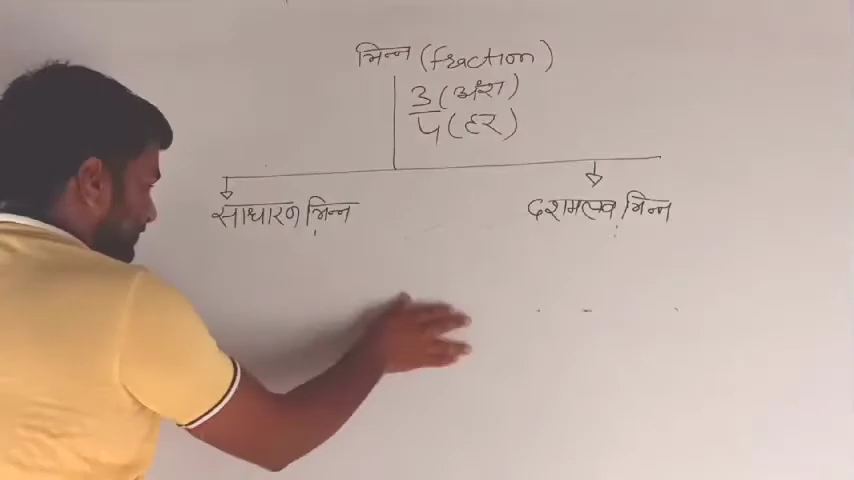 भिन्न (fraction)
3 (अंश)
4 (हर)
साधारण भिन्न
दशमलव भिन्न